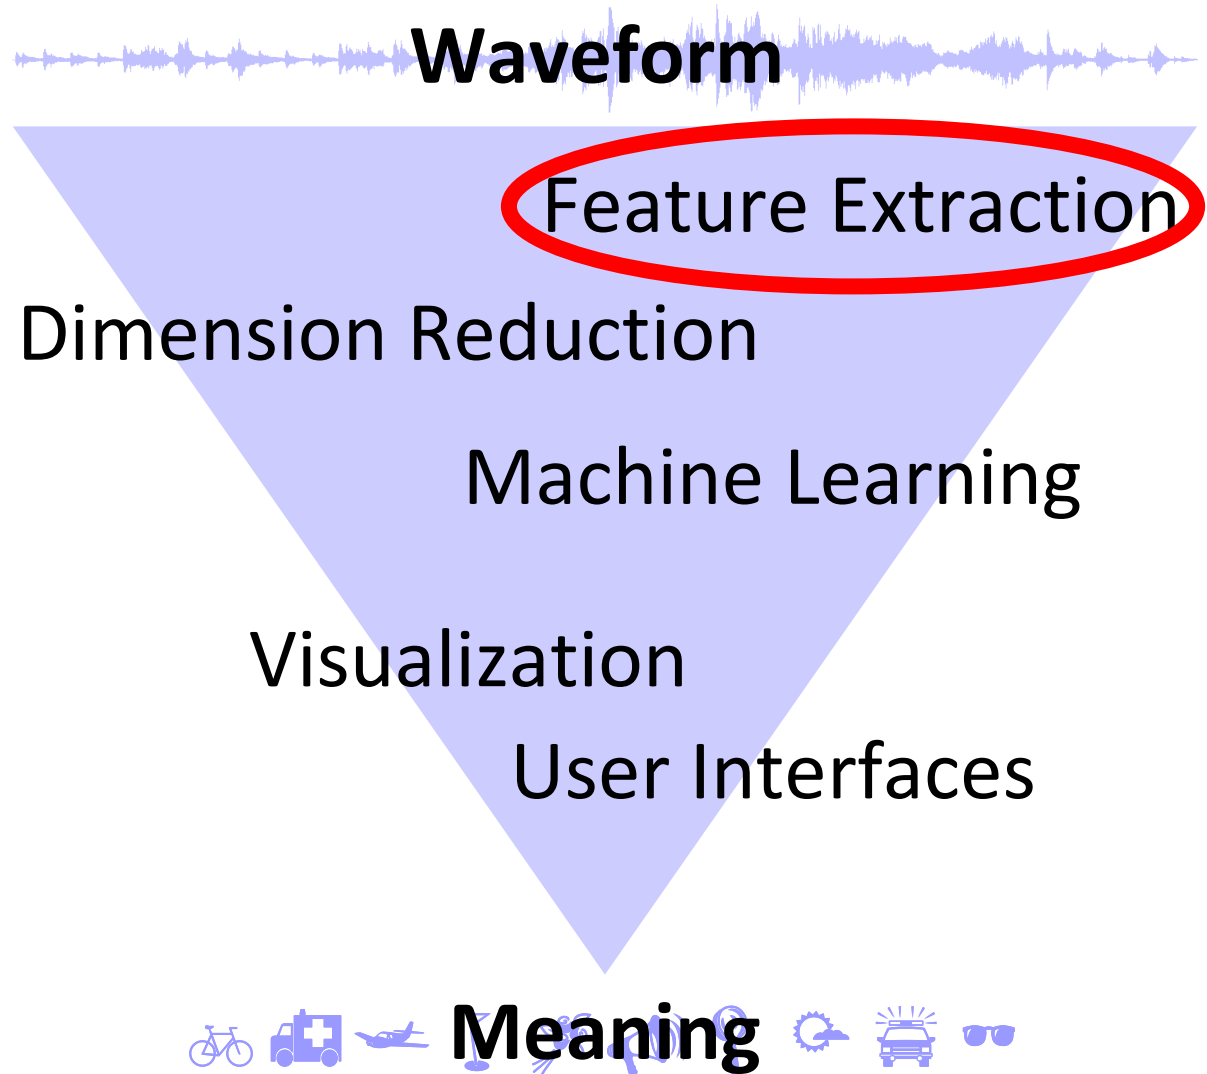 Waveform
Feature Extraction
Dimension Reduction
Machine Learning
Visualization
User Interfaces
Meaning